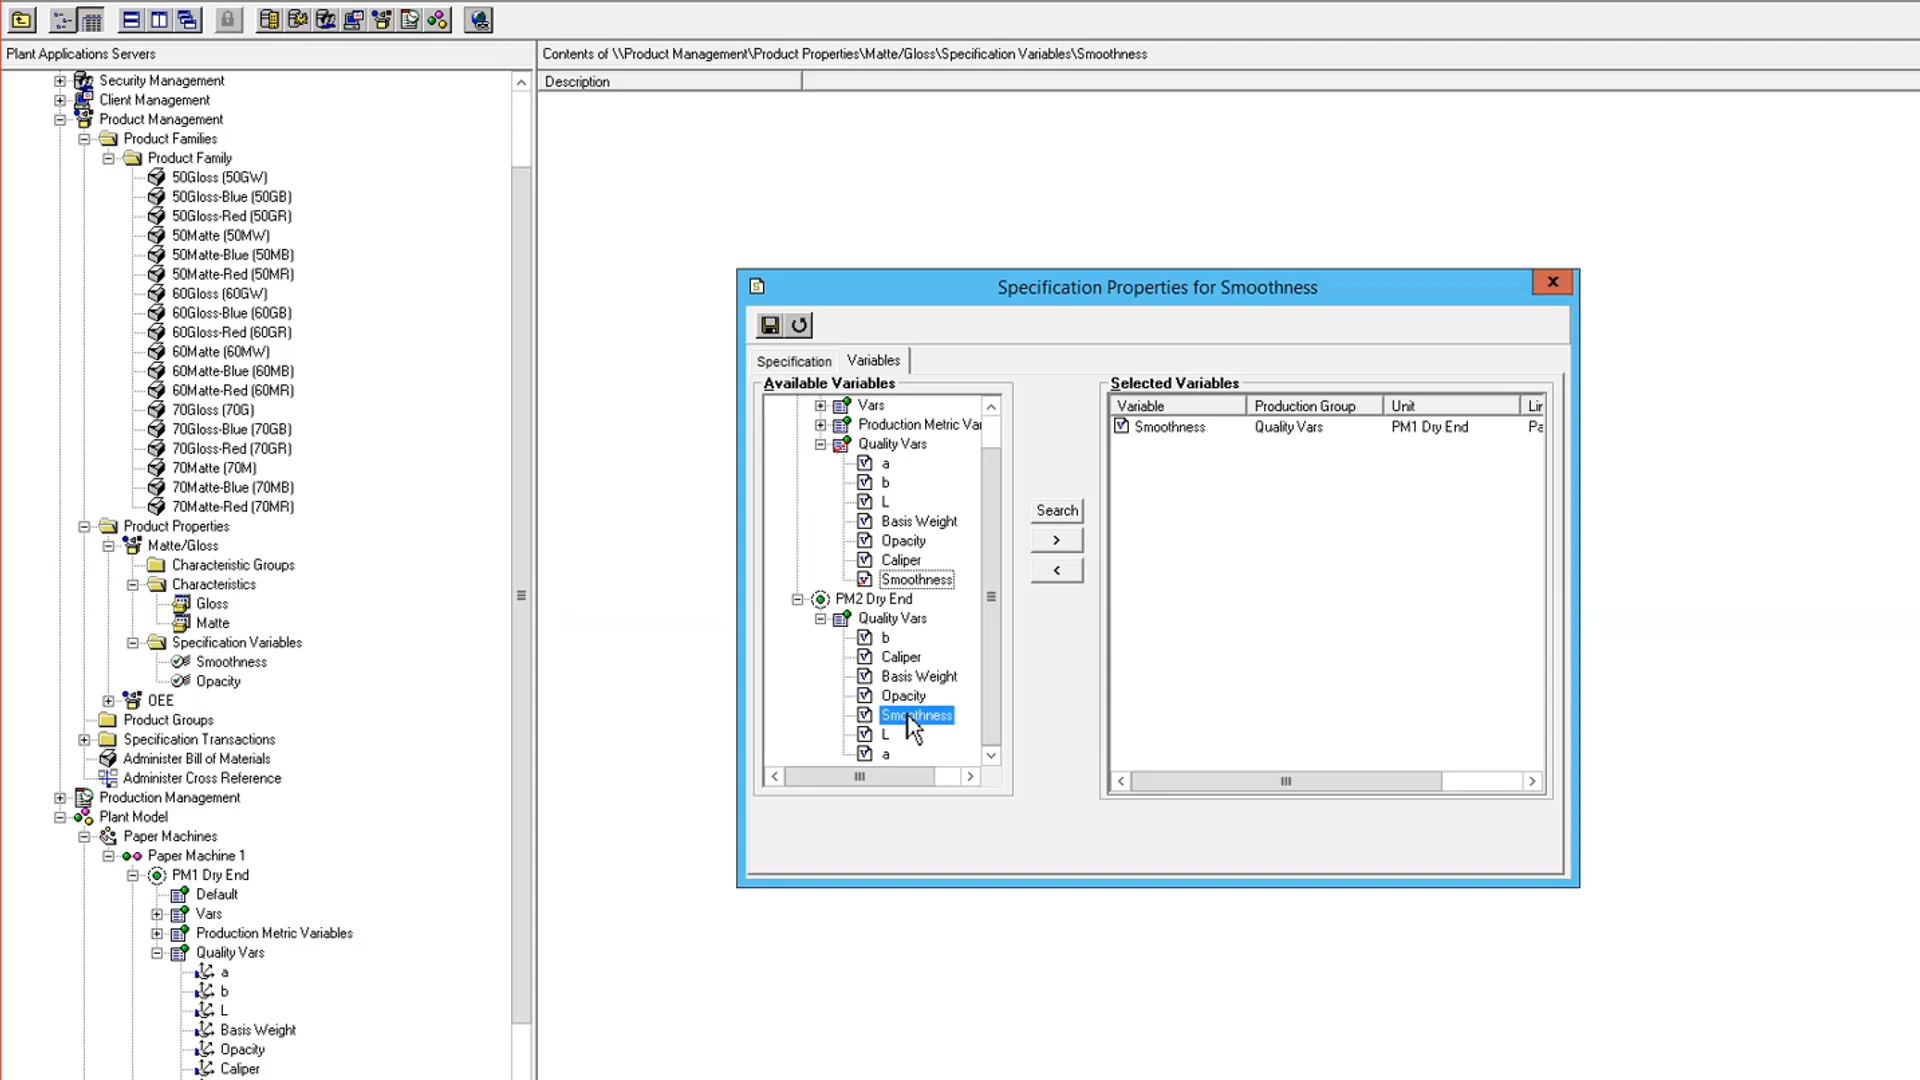 Plant Applications Servers
Security Management
Client Management
Product Management
Product Families
Product Family
50Gloss (50GW)
50Gloss-Blue (50GB)
50Gloss-Red (50GR)
50Matte (50MW)
50Matte-Blue (50MB)
50Matte-Red (50MR)
60Gloss (60GW)
60Gloss-Blue (60GB)
60Gloss-Red (60GR)
60Matte (60MW)
60Matte-Blue (60MB)
60Matte-Red (60MR)
70Gloss (70G)
70Gloss-Blue (70GB)
70Gloss-Red (70GR)
70Matte (70M)
70Matte-Blue (70MB)
70Matte-Red (70MR)
Product Properties
Matte/Gloss
Characteristic Groups
Characteristics
Gloss
Matte
Specification Variables
Smoothness
Opacity
OEE
Product Groups
Specification Transactions
Administer Bill of Materials
Administer Cross Reference
Production Management
Plant Model
Paper Machines
Paper Machine 1
PM1 Dry End
Default
Vars
Production Metric Variables
Quality Vars
a
b
L
Basis Weight
Opacity
Caliper
Contents of \\Product Management\Product Properties\Matte/Gloss\Specification Variables\Smoothness
Description
Specification Properties for Smoothness
Specification Variables
Available Variables
Vars
Production Metric Var
Quality Vars
a
b
L
Basis Weight
Opacity
Caliper
Smoothness
PM2 Dry End
Quality Vars
b
Caliper
Basis Weight
Opacity
Smoothness
L
a
Search
>
<
Selected Variables
Variable Production Group Unit Lir
Smoothness Quality Vars PM1 Dry End Pa